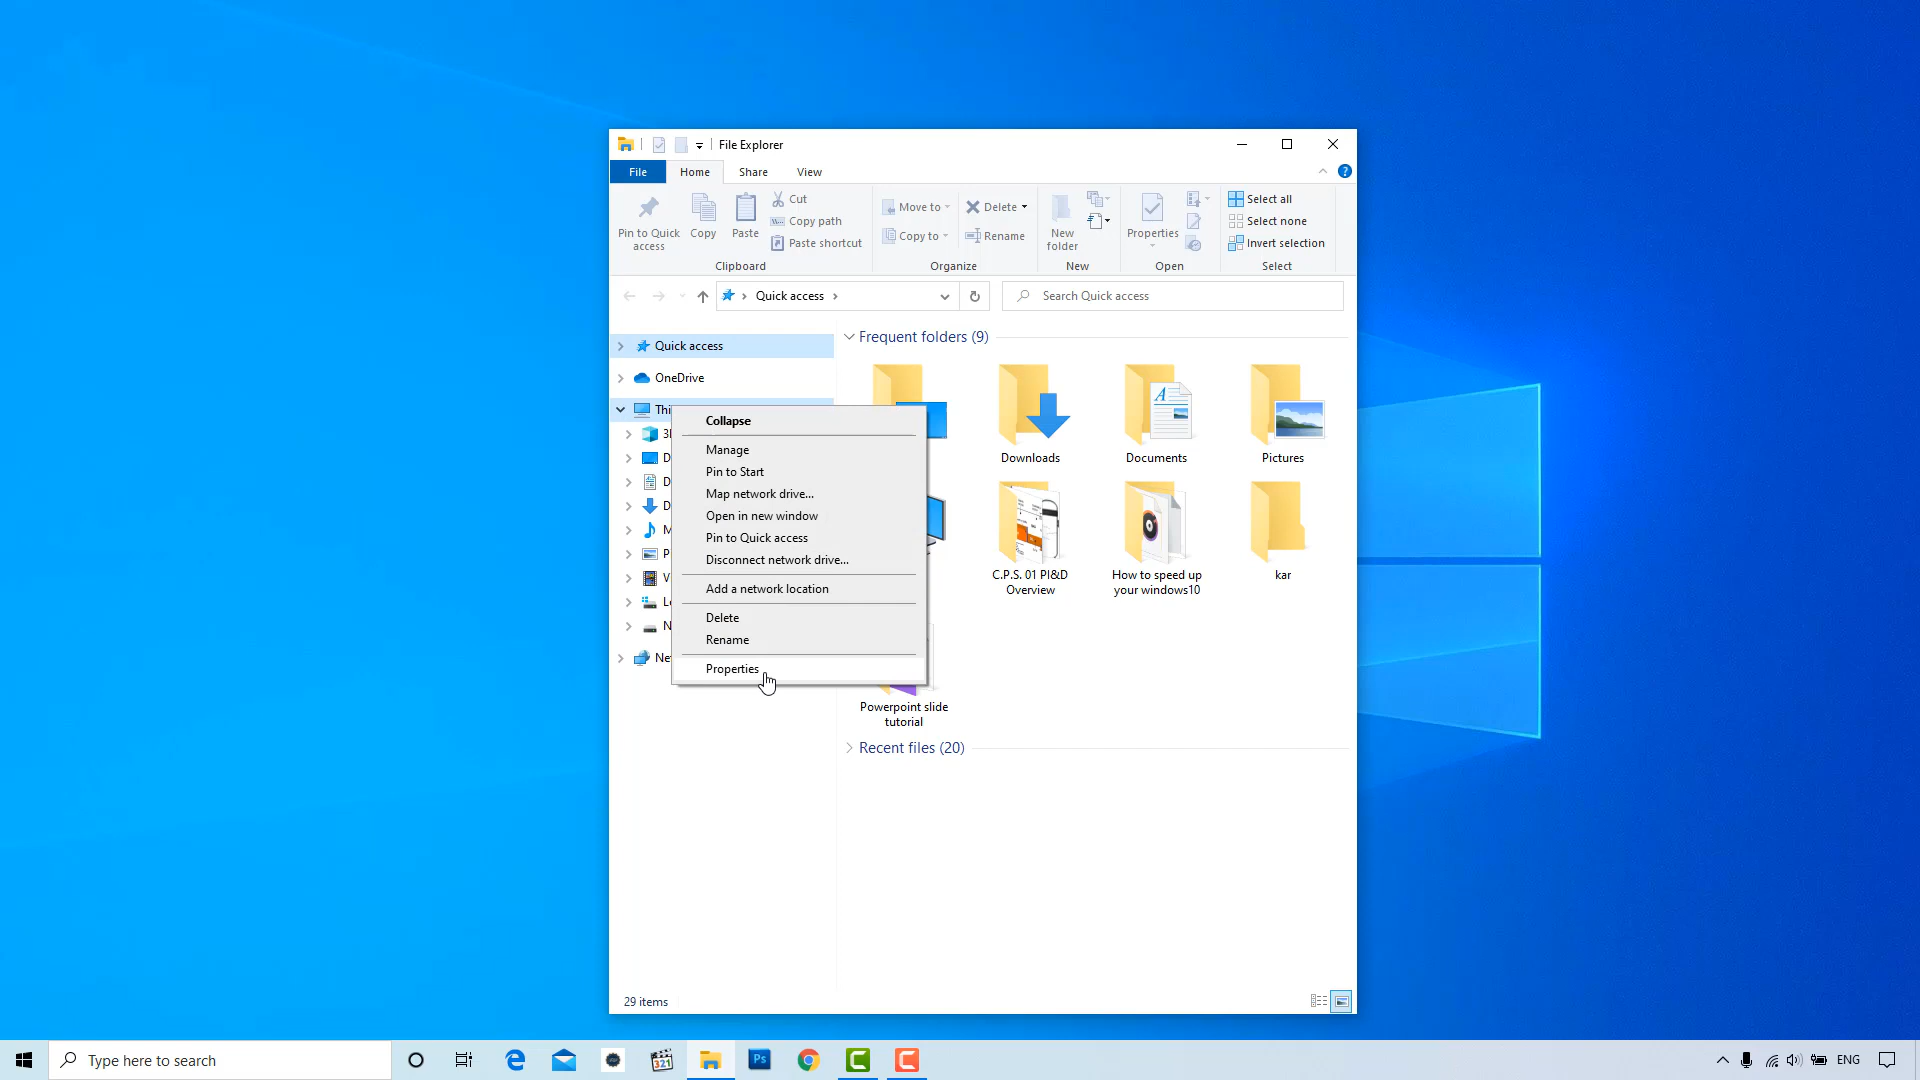 File Explorer
File
Home
Share
View
Pin to Quick
access
Copy
Paste
Cut
Copy path
Paste shortcut
Clipboard
Move to
Copy to
Delete
Rename
Organize
New
folder
New
Properties
Open
Select all
Select none
Invert selection
Select
Quick access
Search Quick access
Quick access
OneDrive
Thi
3
D
D
D
M
P
V
L
N
Ne
Collapse
Manage
Pin to Start
Map network drive...
Open in new window
Pin to Quick access
Disconnect network drive...
Add a network location
Delete
Rename
Properties
Frequent folders (9)
Downloads
Documents
Pictures
C.P.S. 01 PI&D
Overview
How to speed up
your windows10
kar
Powerpoint slide
tutorial
Recent files (20)
29 items
Type here to search
321
Ps
ENG